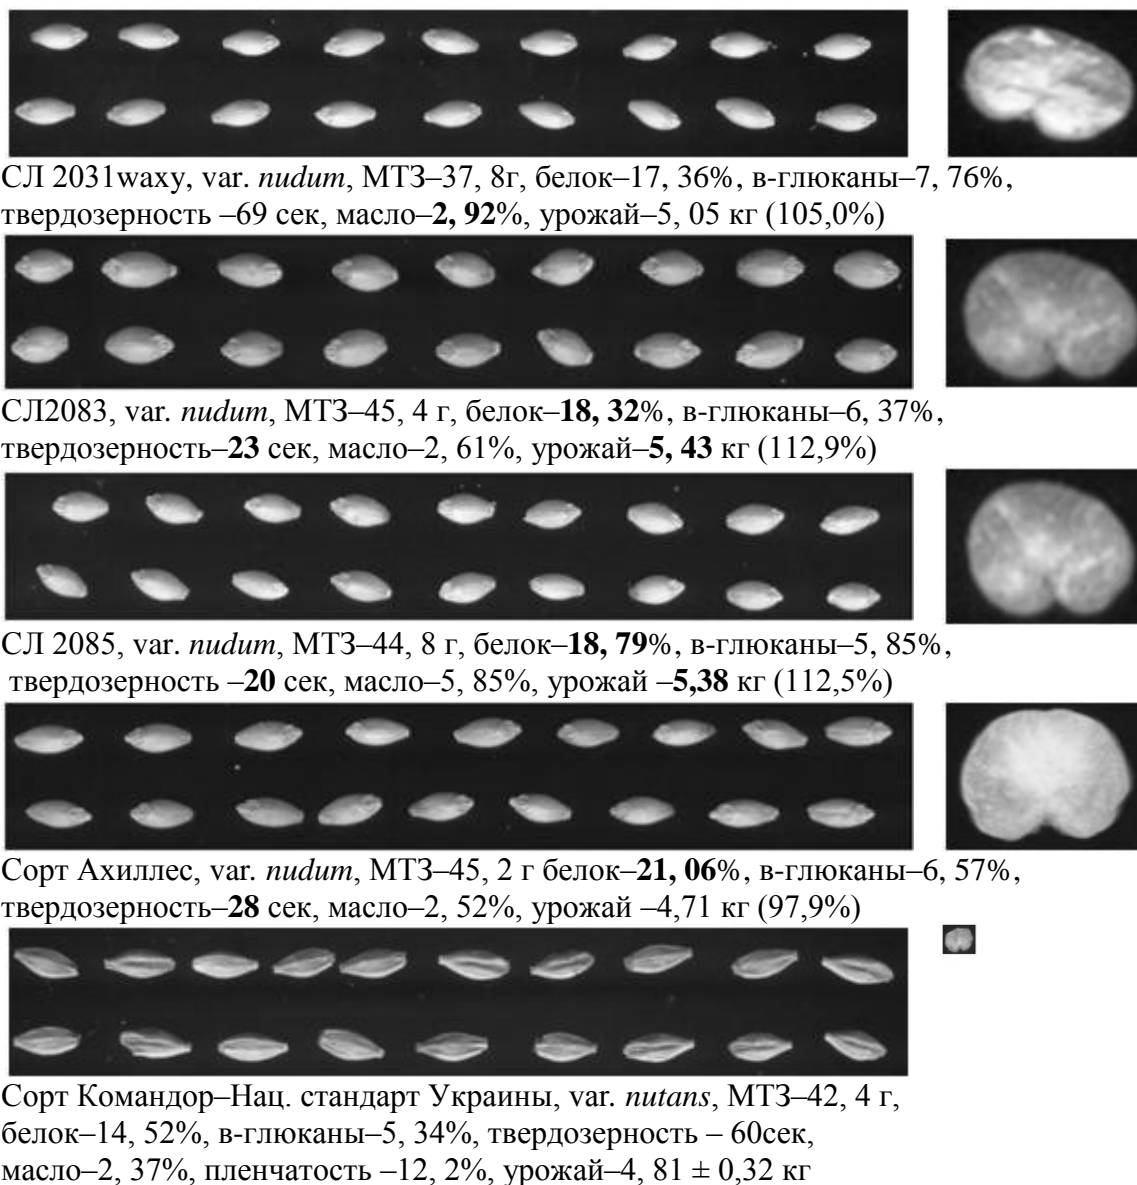 СЛ 2031waxy, var. nudum, МТЗ–37, 8г, белок–17, 36%, в-глюканы–7, 76%,
твердозерность –69 сек, масло–2, 92%, урожай–5, 05 кг (105,0%)
СЛ2083, var. nudum, МТЗ–45, 4 г, белок–18, 32%, в-глюканы–6, 37%,
твердозерность–23 сек, масло–2, 61%, урожай–5, 43 кг (112,9%)
СЛ 2085, var. nudum, МТЗ–44, 8 г, белок–18, 79%, в-глюканы–5, 85%,
твердозерность –20 сек, масло–5, 85%, урожай –5,38 кг (112,5%)
Сорт Ахиллес, var. nudum, МТЗ–45, 2 г белок–21, 06%, в-глюканы–6, 57%,
твердозерность–28 сек, масло–2, 52%, урожай –4,71 кг (97,9%)
Сорт Командор–Нац. стандарт Украины, var. nutans, МТЗ–42, 4 г,
белок–14, 52%, в-глюканы–5, 34%, твердозерность – 60сек,
масло–2, 37%, пленчатость –12, 2%, урожай–4, 81 ± 0,32 кг